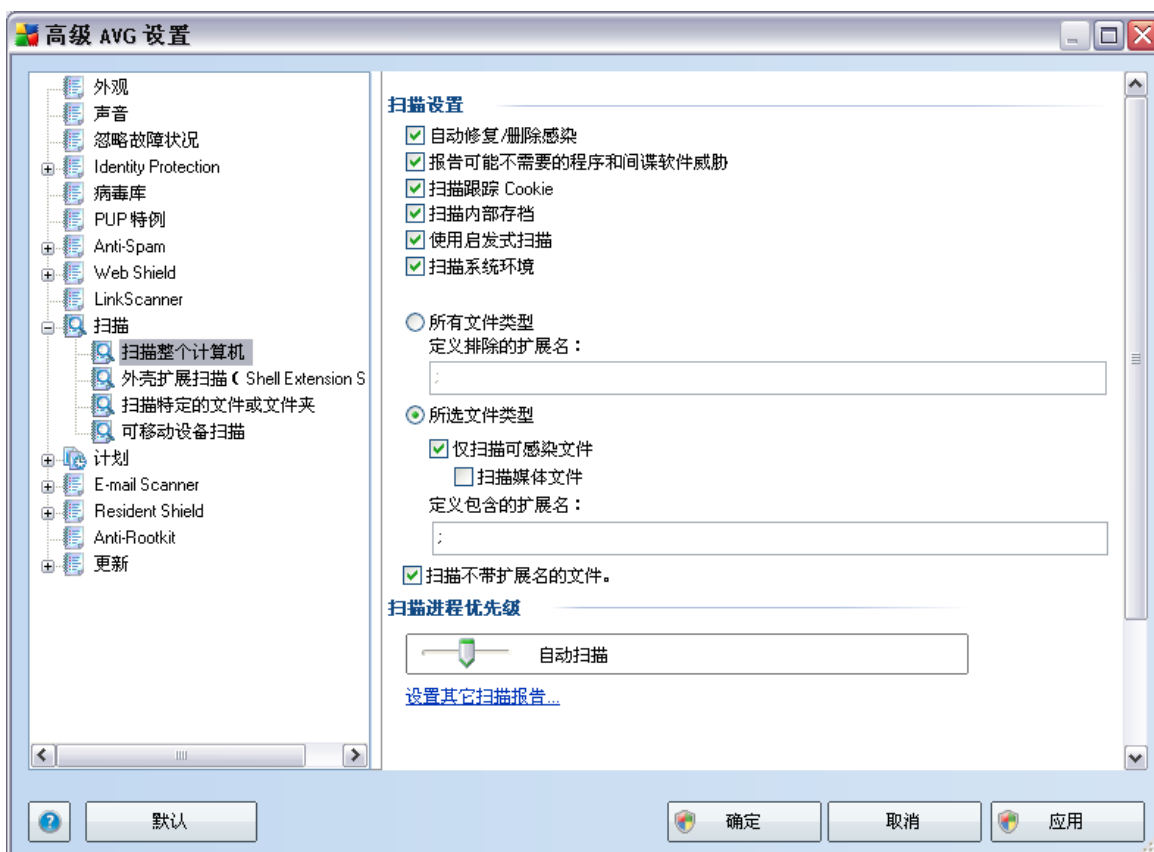 高级 AVG 设置
外观
声音
忽略故障状况
Identity Protection
病毒库
PUP 特例
Anti-Spam
Web Shield
LinkScanner
扫描
扫描整个计算机
外壳扩展扫描 ( Shell Extension S
扫描特定的文件或文件夹
可移动设备扫描
计划
E-mail Scanner
Resident Shield
Anti-Rootkit
更新
扫描设置
自动修复/删除感染
报告可能不需要的程序和间谍软件威胁
扫描跟踪 Cookie
扫描内部存档
使用启发式扫描
扫描系统环境
所有文件类型
定义排除的扩展名：
;
所选文件类型
仅扫描可感染文件
扫描媒体文件
定义包含的扩展名：
;
扫描不带扩展名的文件。
扫描进程优先级
自动扫描
设置其它扫描报告...
默认
确定
取消
应用